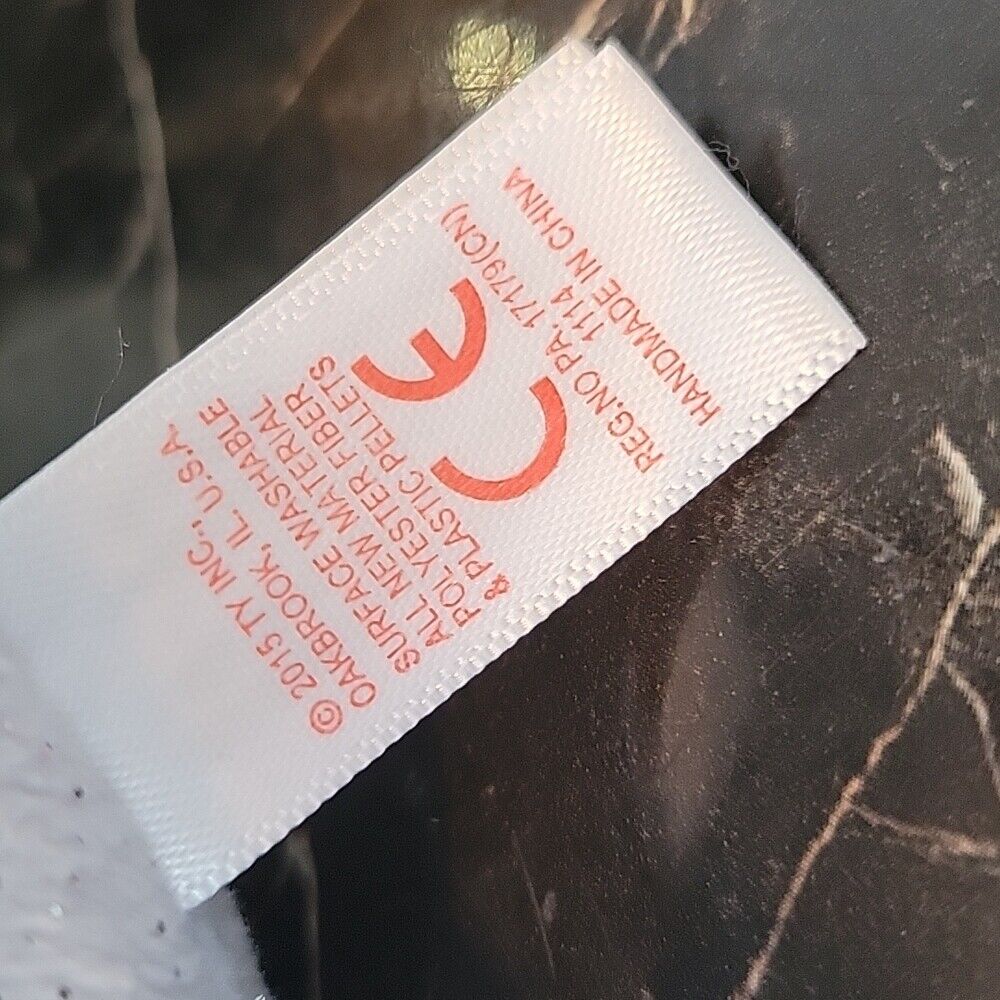 © 2015 TY INC.,
OAKBROOK, IL. U.S.A.
SURFACE WASHABLE
ALL NEW MATERIAL
POLYESTER FIBER
& PLASTIC PELLETS
CE
REG.NO PA. 17179(CN)
1114
HANDMADE IN CHINA